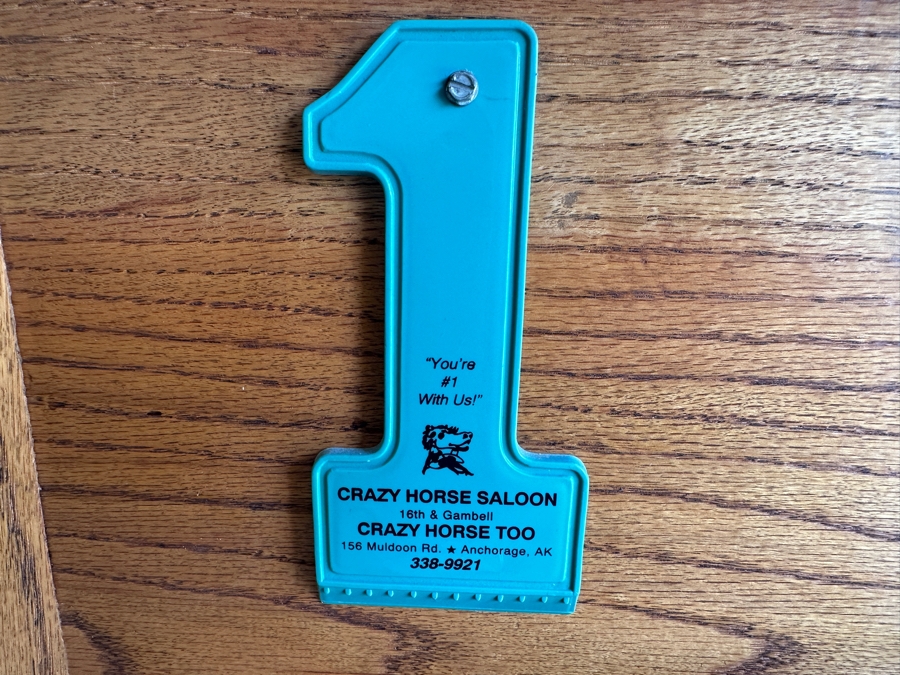 "You're
#1
With Us!"
CRAZY HORSE SALOON
16th & Gambell
CRAZY HORSE TOO
156 Muldoon Rd. ★ Anchorage, AK
338-9921